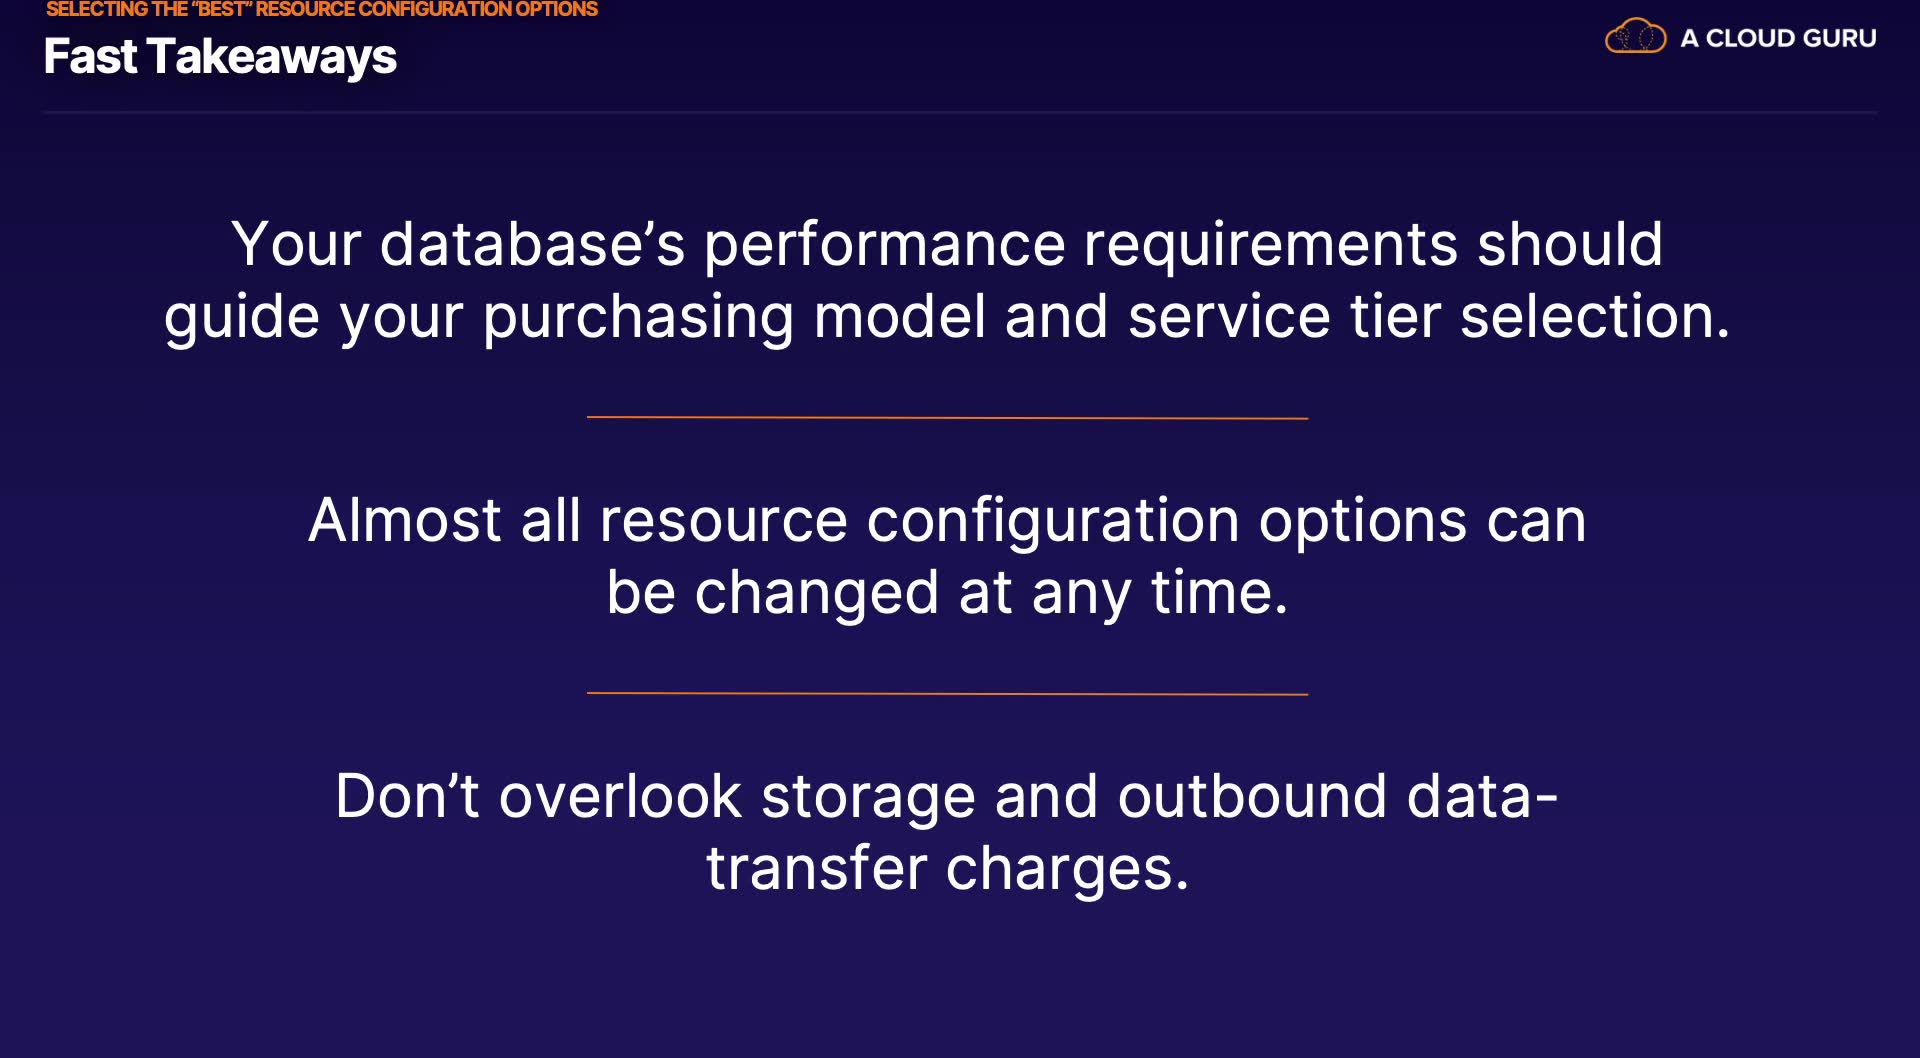 SELECTING THE “BEST” RESOURCE CONFIGURATION OPTIONS
Fast Takeaways
A CLOUD GURU
Your database’s performance requirements should
guide your purchasing model and service tier selection.
Almost all resource configuration options can
be changed at any time.
Don’t overlook storage and outbound data-
transfer charges.